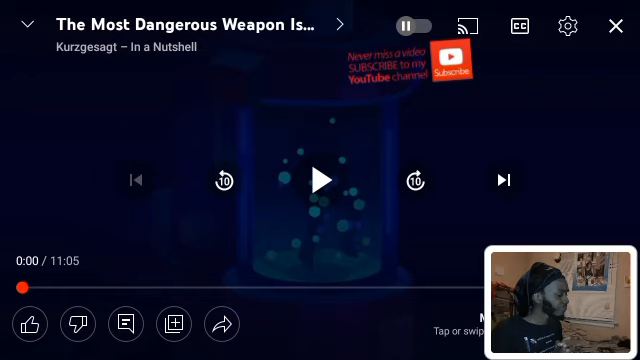 The Most Dangerous Weapon Is...
Kurzgesagt – In a Nutshell
CC
Never miss a video
SUBSCRIBE to my
YouTube channel
Subscribe
10
10
0:00 / 11:05
Tap or swip